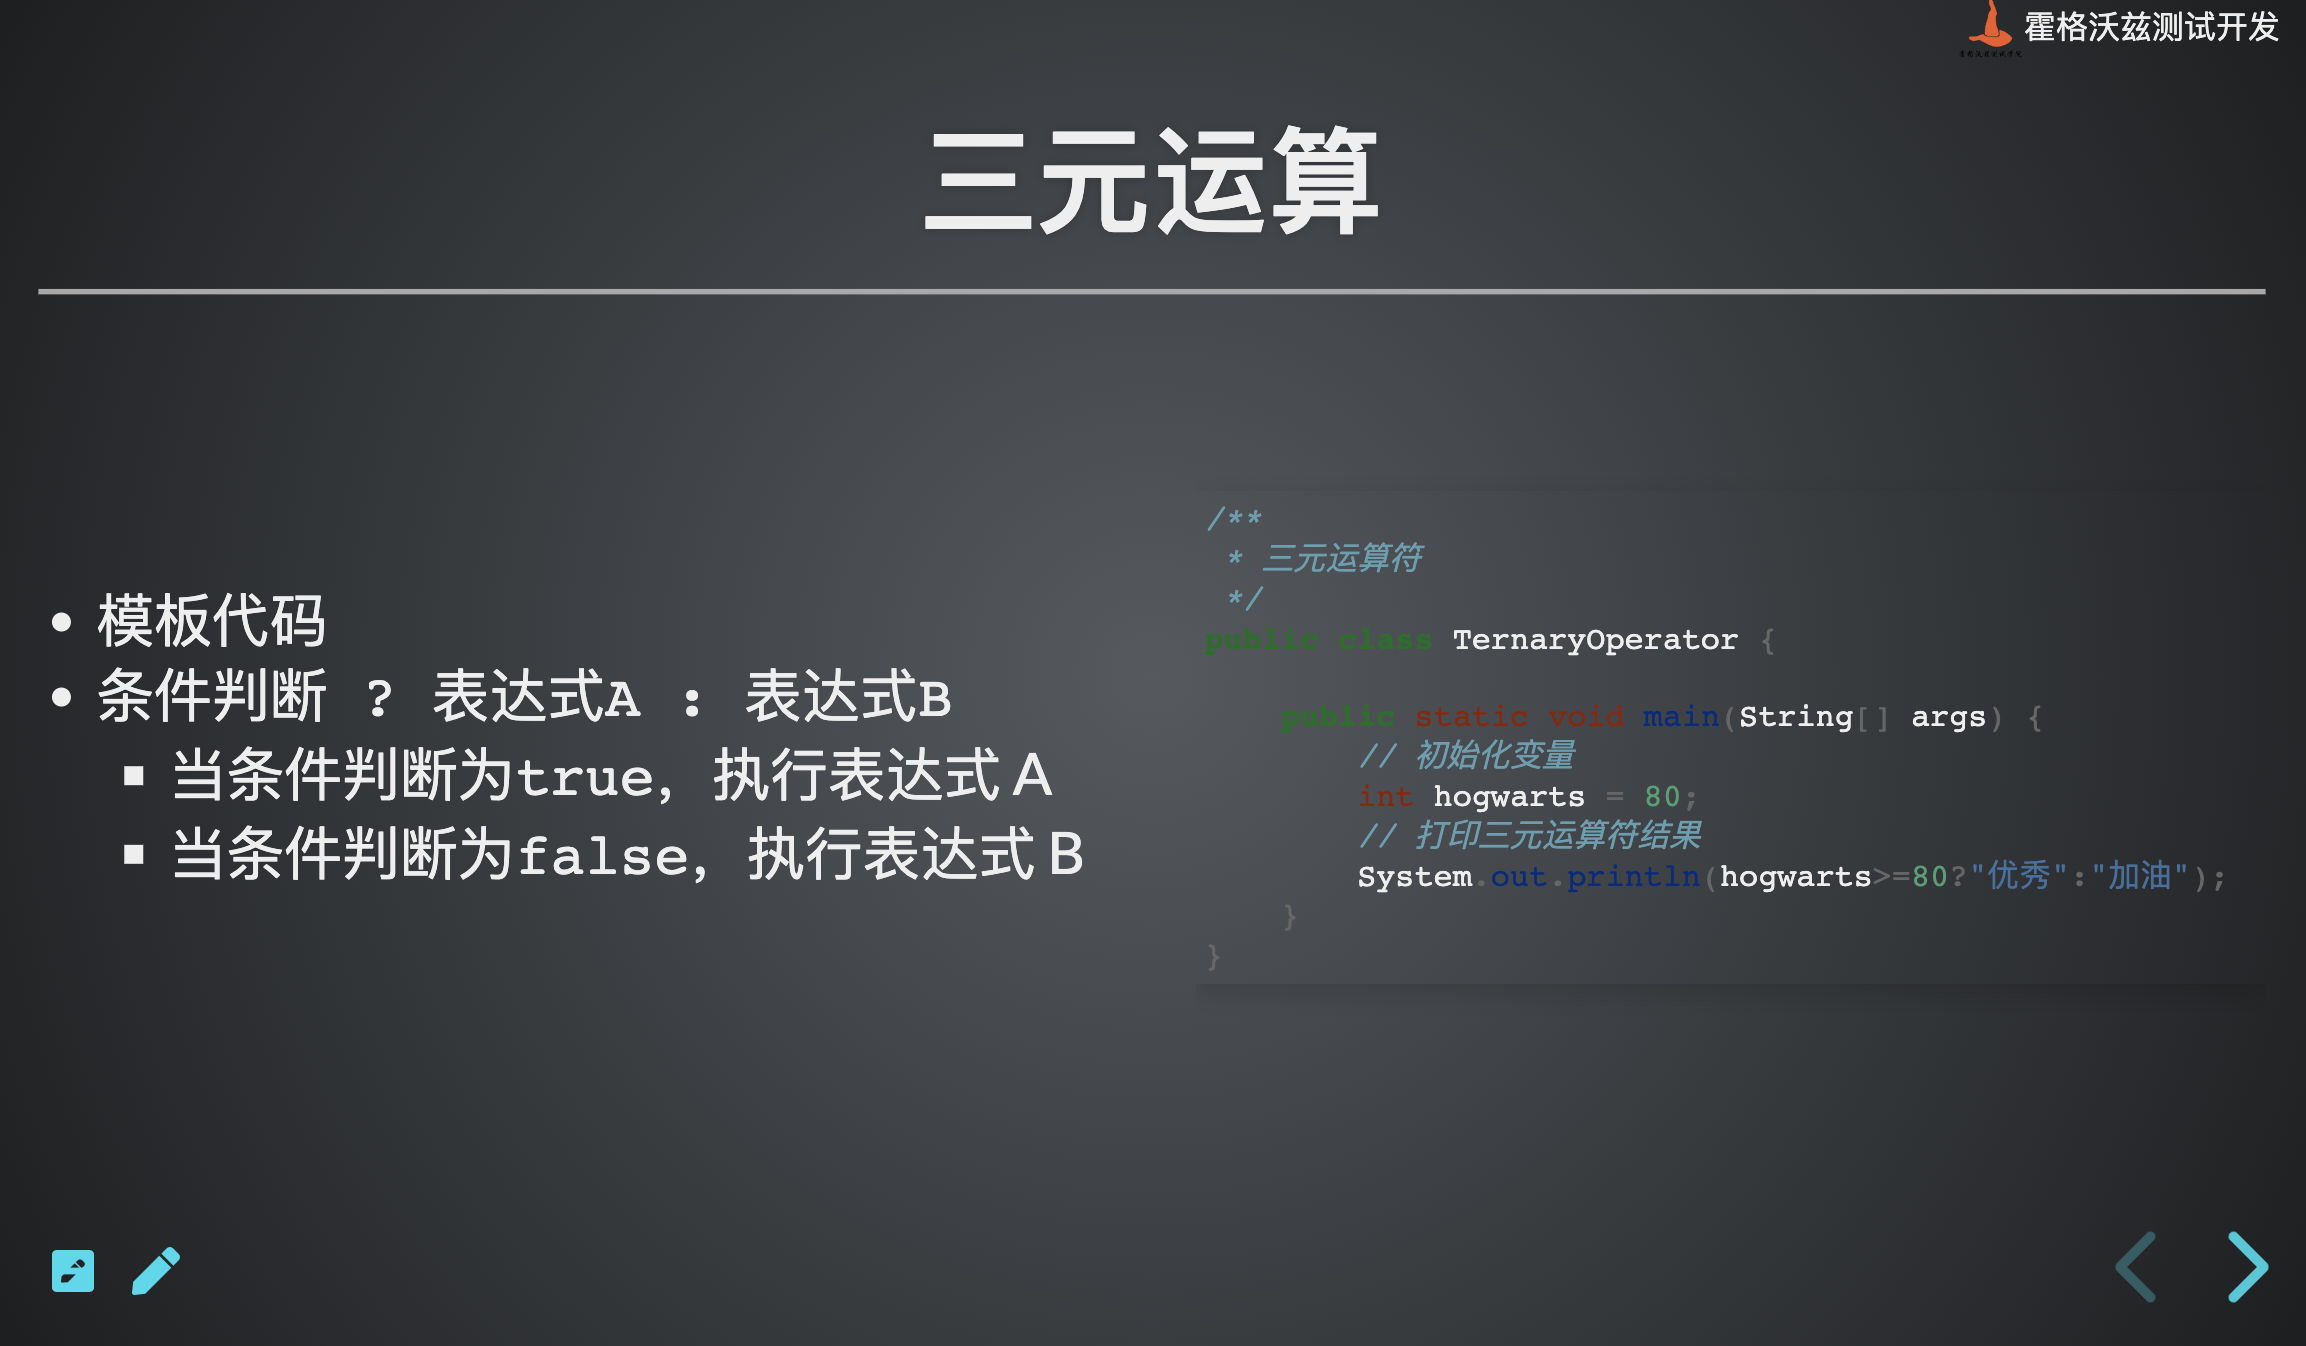 霍格沃兹测试开发
三元运算
模板代码
条件判断 ? 表达式A : 表达式B
当条件判断为true，执行表达式 A
当条件判断为false，执行表达式 B
/**
 * 三元运算符
 */
public class TernaryOperator {
    public static void main(String[] args) {
        // 初始化变量
        int hogwarts = 80;
        // 打印三元运算符结果
        System.out.println(hogwarts>=80?"优秀":"加油");
    }
}